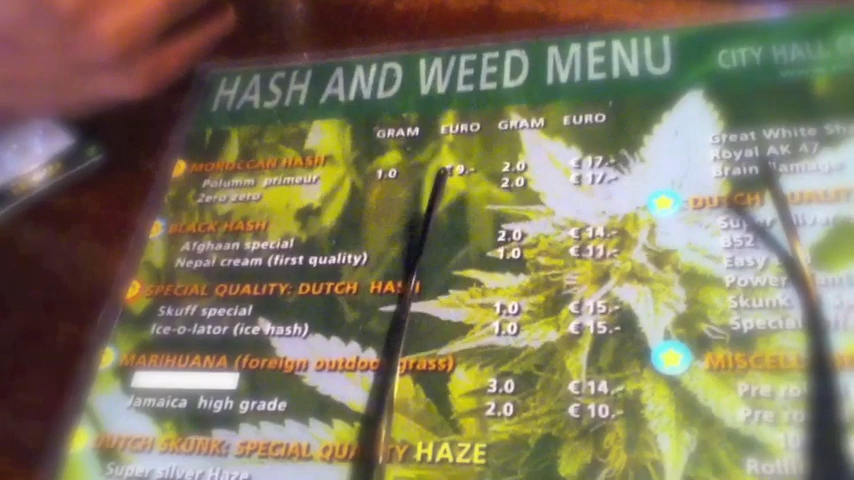 HASH AND WEED MENU
CITY HALL
GRAM EURO GRAM EURO
MOROCCAN HASH
Polumm primeur 1.0 € 9.- 2.0 € 17.-
Zero zero 2.0 € 17.-
BLACK HASH
Afghaan special 2.0 € 14.-
Nepal cream (first quality) 1.0 € 11.-
SPECIAL QUALITY: DUTCH HASH
Skuff special 1.0 € 15.-
Ice-o-lator (ice hash) 1.0 € 15.-
MARIHUANA (foreign outdoor grass)
3.0 € 14.-
Jamaica high grade 2.0 € 10.-
DUTCH SKUNK: SPECIAL QUALITY HAZE
Super silver Haze
Great White
Royal AK 47
Brain damage
DUTCH
Super
B52
Easy
Power
Skunk
Special
Pre
Pre